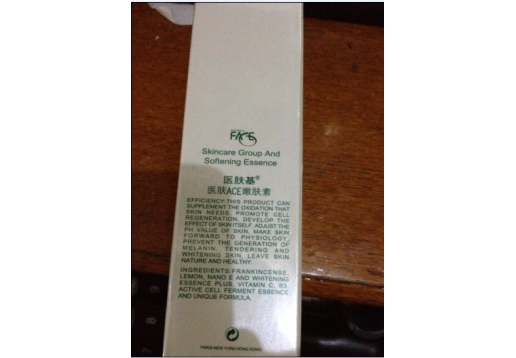 FACE
Skincare Group And
Softening Essence
医肤基®
医肤ACE嫩肤素
EFFICIENCY THIS PRODUCT CAN
SUPPLEMENT THE OXIDATION THAT
SKIN NEEDS, PROMOTE CELL
REGENERATION, DEVELOP THE
EFFECT OF SKIN ITSELF, ADJUST THE
PH VALUE OF SKIN, MAKE SKIN
FORWARD TO PHYSIOLOGY,
PREVENT THE GENERATION OF
MELANIN, TENDERING AND
WHITENING SKIN, LEAVE SKIN
NATURE AND HEALTHY.
INGREDIENTS FRANKINCENSE,
LEMON, NANO E AND WHITENING
ESSENCE PLUS, VITAMIN C, B3,
ACTIVE CELL FERMENT ESSENCE,
AND UNIQUE FORMULA.
PARIS·NEW YORK·HONG KONG